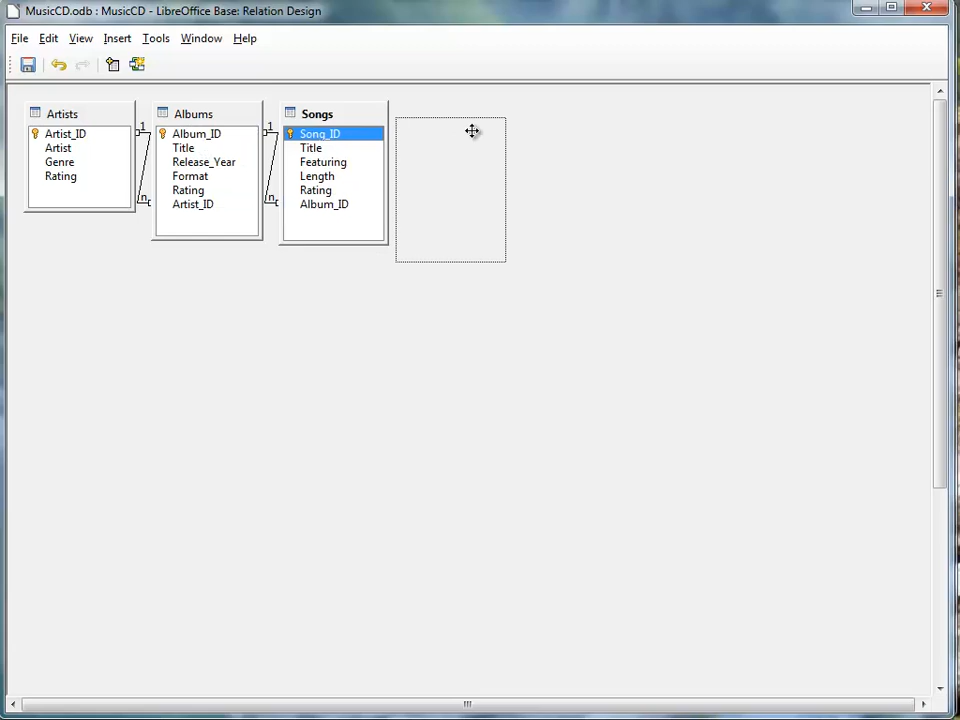 MusicCD.odb : MusicCD - LibreOffice Base: Relation Design
File Edit View Insert Tools Window Help
Artists
Artist_ID
Artist
Genre
Rating
1
n
Albums
Album_ID
Title
Release_Year
Format
Rating
Artist_ID
1
n
Songs
Song_ID
Title
Featuring
Length
Rating
Album_ID